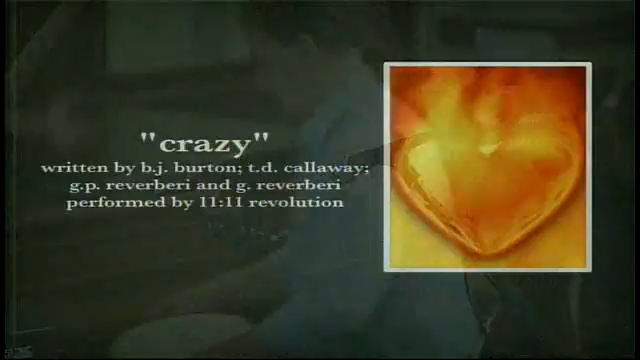 "crazy"
written by b.j. burton; t.d. callaway;
g.p. reverberi and g. reverberi
performed by 11:11 revolution